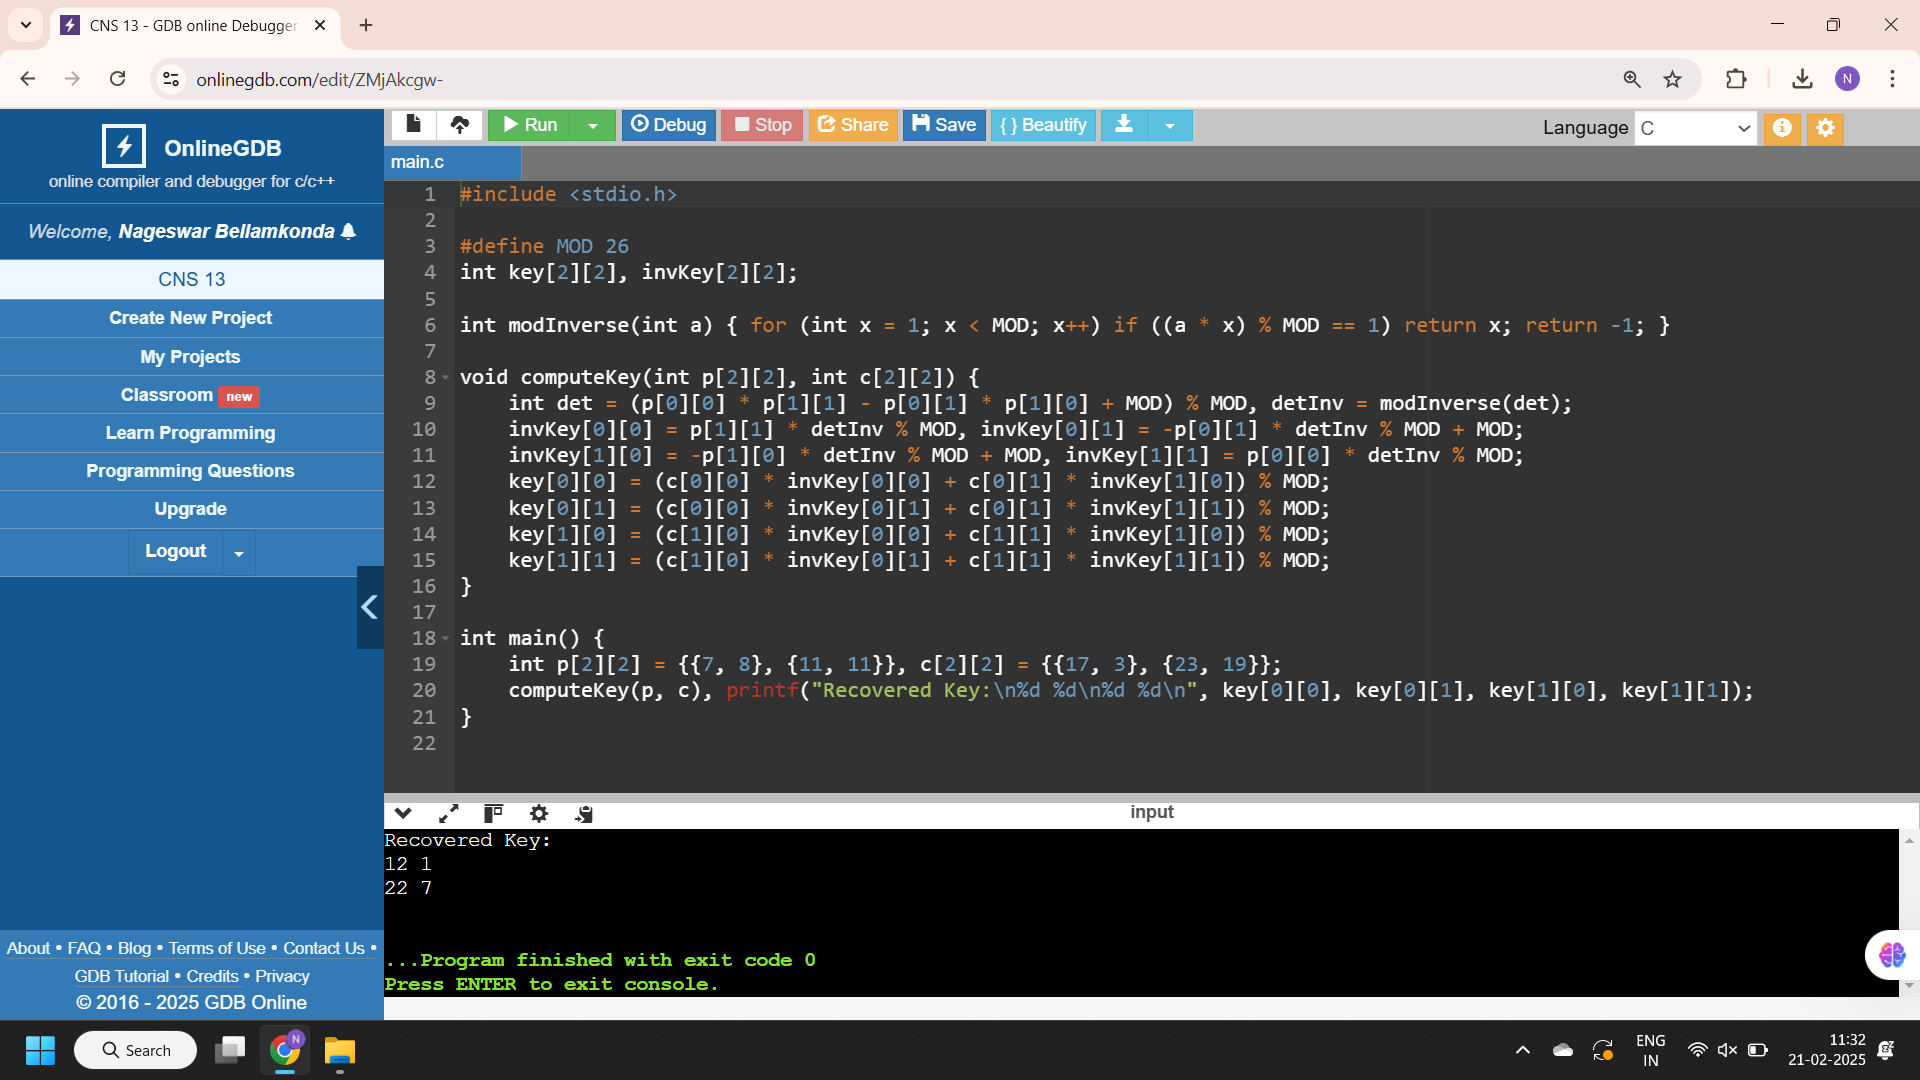 CNS 13 - GDB online Debugger
onlinegdb.com/edit/ZMjAkcgw-
N
OnlineGDB
online compiler and debugger for c/c++
Welcome, Nageswar Bellamkonda
CNS 13
Create New Project
My Projects
Classroom new
Learn Programming
Programming Questions
Upgrade
Logout
About • FAQ • Blog • Terms of Use • Contact Us •
GDB Tutorial • Credits • Privacy
© 2016 - 2025 GDB Online
Run Debug Stop Share Save { } Beautify
Language C
main.c
1 #include <stdio.h>
2
3 #define MOD 26
4 int key[2][2], invKey[2][2];
5
6 int modInverse(int a) { for (int x = 1; x < MOD; x++) if ((a * x) % MOD == 1) return x; return -1; }
7
8 void computeKey(int p[2][2], int c[2][2]) {
9     int det = (p[0][0] * p[1][1] - p[0][1] * p[1][0] + MOD) % MOD, detInv = modInverse(det);
10     invKey[0][0] = p[1][1] * detInv % MOD, invKey[0][1] = -p[0][1] * detInv % MOD + MOD;
11     invKey[1][0] = -p[1][0] * detInv % MOD + MOD, invKey[1][1] = p[0][0] * detInv % MOD;
12     key[0][0] = (c[0][0] * invKey[0][0] + c[0][1] * invKey[1][0]) % MOD;
13     key[0][1] = (c[0][0] * invKey[0][1] + c[0][1] * invKey[1][1]) % MOD;
14     key[1][0] = (c[1][0] * invKey[0][0] + c[1][1] * invKey[1][0]) % MOD;
15     key[1][1] = (c[1][0] * invKey[0][1] + c[1][1] * invKey[1][1]) % MOD;
16 }
17
18 int main() {
19     int p[2][2] = {{7, 8}, {11, 11}}, c[2][2] = {{17, 3}, {23, 19}};
20     computeKey(p, c), printf("Recovered Key:\n%d %d\n%d %d\n", key[0][0], key[0][1], key[1][0], key[1][1]);
21 }
22
input
Recovered Key:
12 1
22 7
...Program finished with exit code 0
Press ENTER to exit console.
Search
N
ENG
IN
11:32
21-02-2025